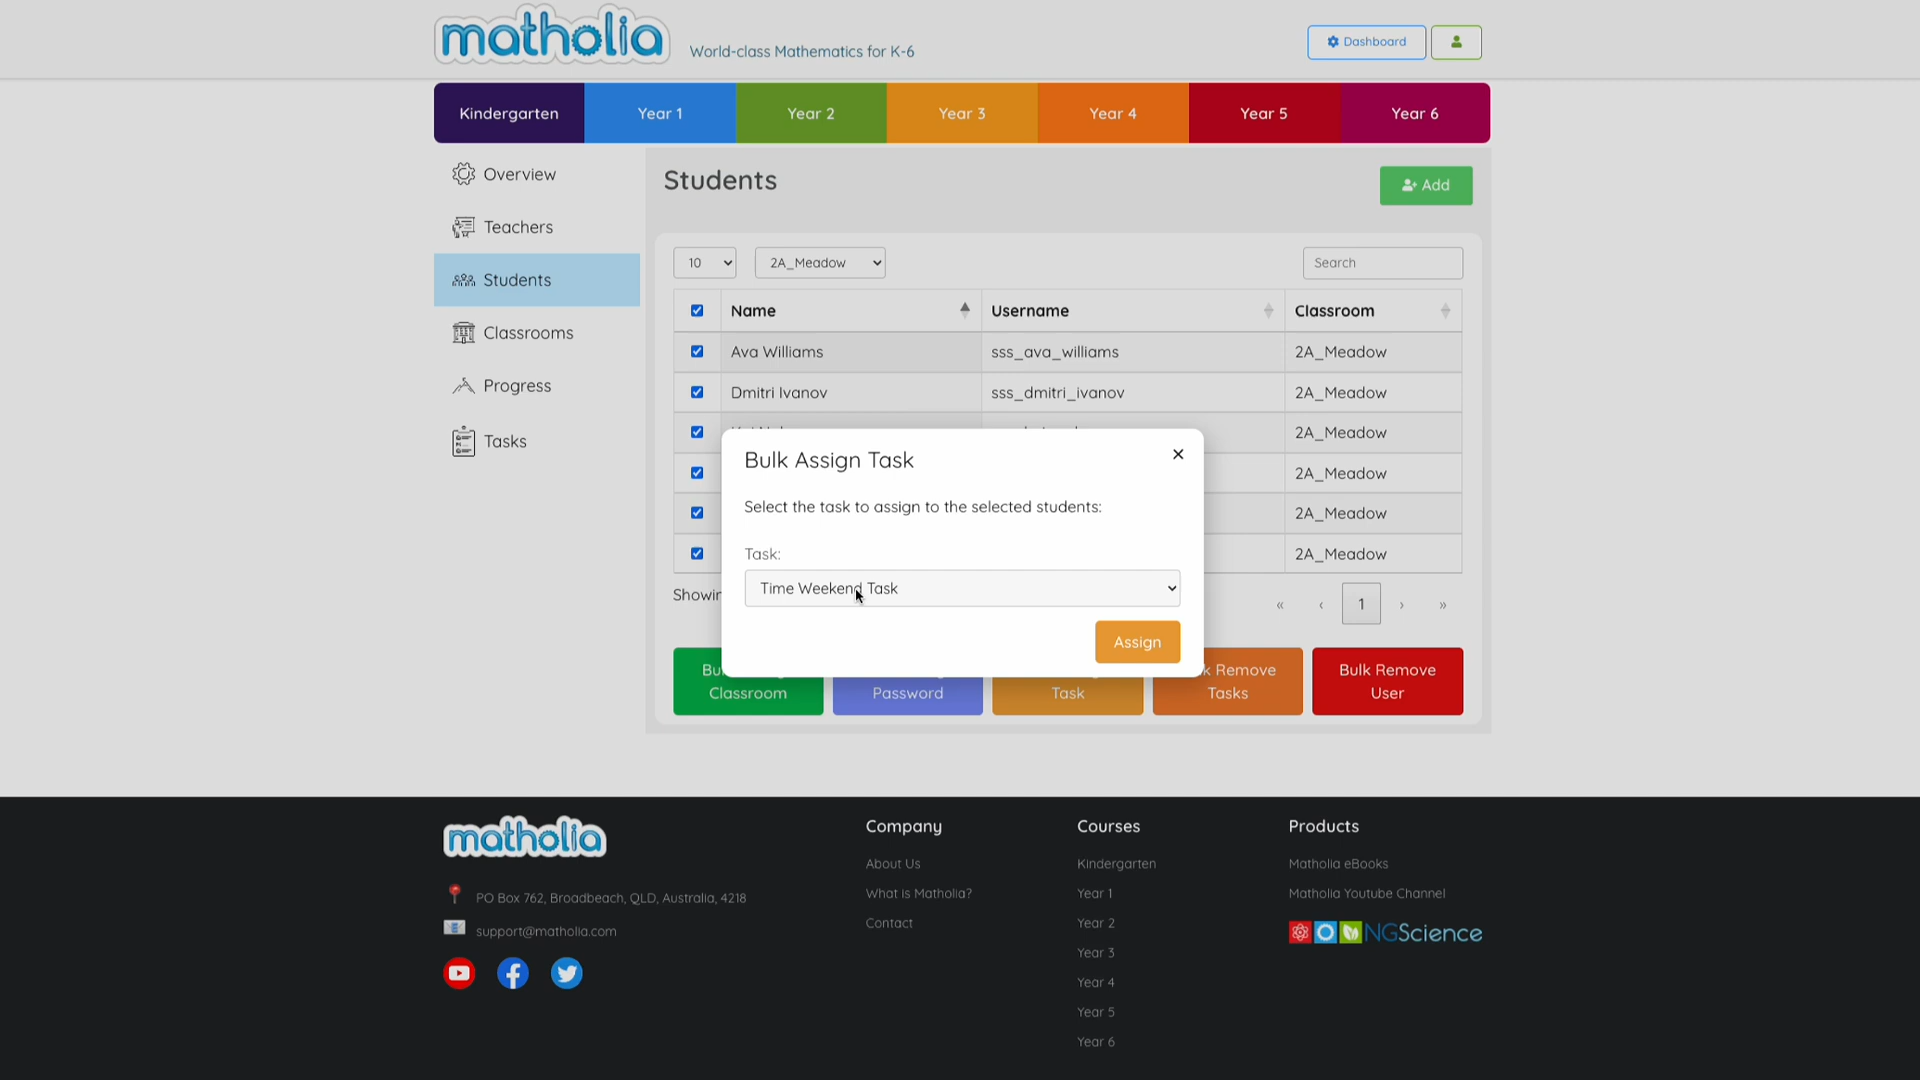 matholia
World-class Mathematics for K-6
Dashboard
Kindergarten
Year 1
Year 2
Year 3
Year 4
Year 5
Year 6
Overview
Teachers
Students
Classrooms
Progress
Tasks
Students
Add
10
2A_Meadow
Search
Name
Username
Classroom
Ava Williams
sss_ava_williams
2A_Meadow
Dmitri Ivanov
sss_dmitri_ivanov
2A_Meadow
2A_Meadow
2A_Meadow
2A_Meadow
2A_Meadow
Bulk Assign Task
×
Select the task to assign to the selected students:
Task:
Time Weekend Task
Assign
« ‹ 1 › »
Classroom
Password
Task
Remove
Tasks
Bulk Remove
User
matholia
PO Box 762, Broadbeach, QLD, Australia, 4218
support@matholia.com
Company
About Us
What is Matholia?
Contact
Courses
Kindergarten
Year 1
Year 2
Year 3
Year 4
Year 5
Year 6
Products
Matholia eBooks
Matholia Youtube Channel
NGScience